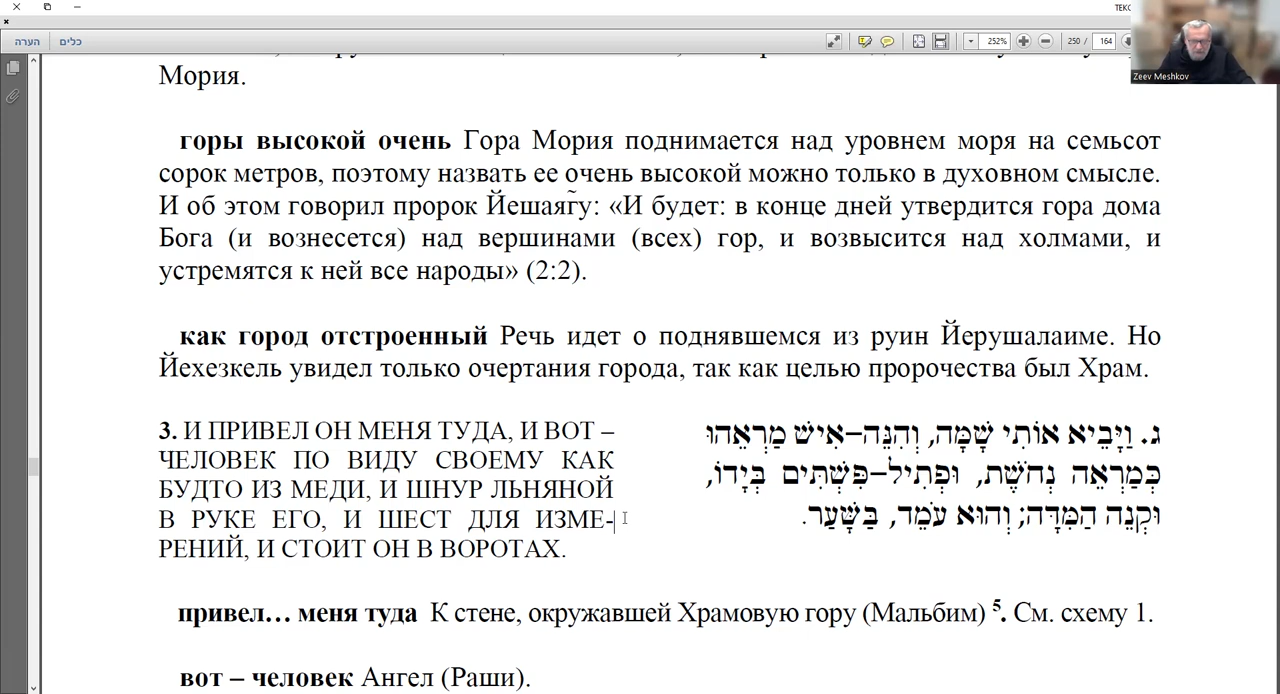 ТЕКС
הערה כלים 252% 250 / 164
Zeev Meshkov
Мория.
горы высокой очень Гора Мория поднимается над уровнем моря на семьсот
сорок метров, поэтому назвать ее очень высокой можно только в духовном смысле.
И об этом говорил пророк Йешаяг̃у: «И будет: в конце дней утвердится гора дома
Бога (и вознесется) над вершинами (всех) гор, и возвысится над холмами, и
устремятся к ней все народы» (2:2).
как город отстроенный Речь идет о поднявшемся из руин Йерушалаиме. Но
Йехезкель увидел только очертания города, так как целью пророчества был Храм.
3. И ПРИВЕЛ ОН МЕНЯ ТУДА, И ВОТ –
ЧЕЛОВЕК ПО ВИДУ СВОЕМУ КАК
БУДТО ИЗ МЕДИ, И ШНУР ЛЬНЯНОЙ
В РУКЕ ЕГО, И ШЕСТ ДЛЯ ИЗМЕ-
РЕНИЙ, И СТОИТ ОН В ВОРОТАХ.
ג. וַיָּבֵיא אוֹתִי שָׁמָּה, וְהִנֵּה–אִישׁ מַרְאֵהוּ
כְּמַרְאֵה נְחֹשֶׁת, וּפְתִיל–פִּשְׁתִּים בְּיָדוֹ,
וּקְנֵה הַמִּדָּה; וְהוּא עֹמֵד, בַּשָּׁעַר.
привел… меня туда К стене, окружавшей Храмовую гору (Мальбим) ⁵. См. схему 1.
вот – человек Ангел (Раши).